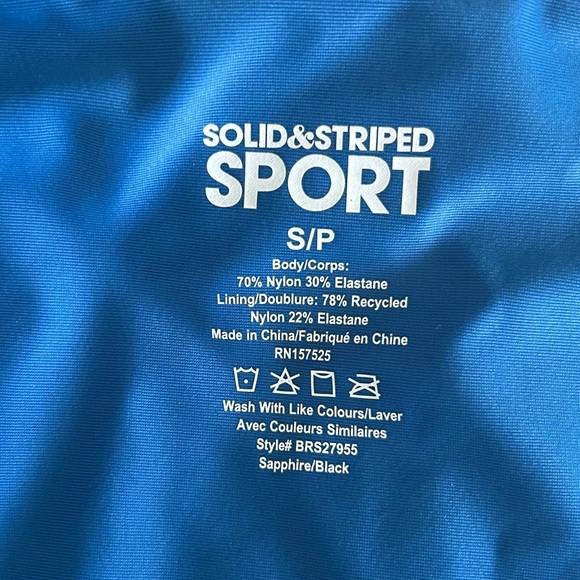 SOLID&STRIPED
SPORT
S/P
Body/Corps:
70% Nylon 30% Elastane
Lining/Doublure: 78% Recycled
Nylon 22% Elastane
Made in China/Fabriqué en Chine
RN157525
Wash With Like Colours/Laver
Avec Couleurs Similaires
Style# BRS27955
Sapphire/Black